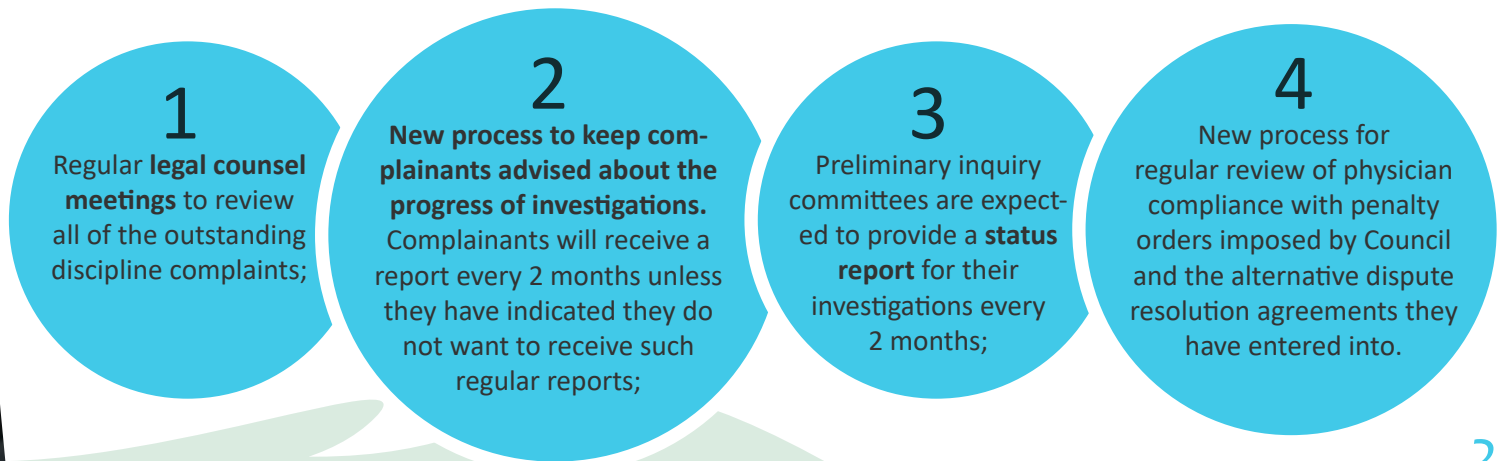 1
Regular legal counsel
meetings to review
all of the outstanding
discipline complaints;
2
New process to keep com-
plainants advised about the
progress of investigations.
Complainants will receive a
report every 2 months unless
they have indicated they do
not want to receive such
regular reports;
3
Preliminary inquiry
committees are expect-
ed to provide a status
report for their
investigations every
2 months;
4
New process for
regular review of physician
compliance with penalty
orders imposed by Council
and the alternative dispute
resolution agreements they
have entered into.